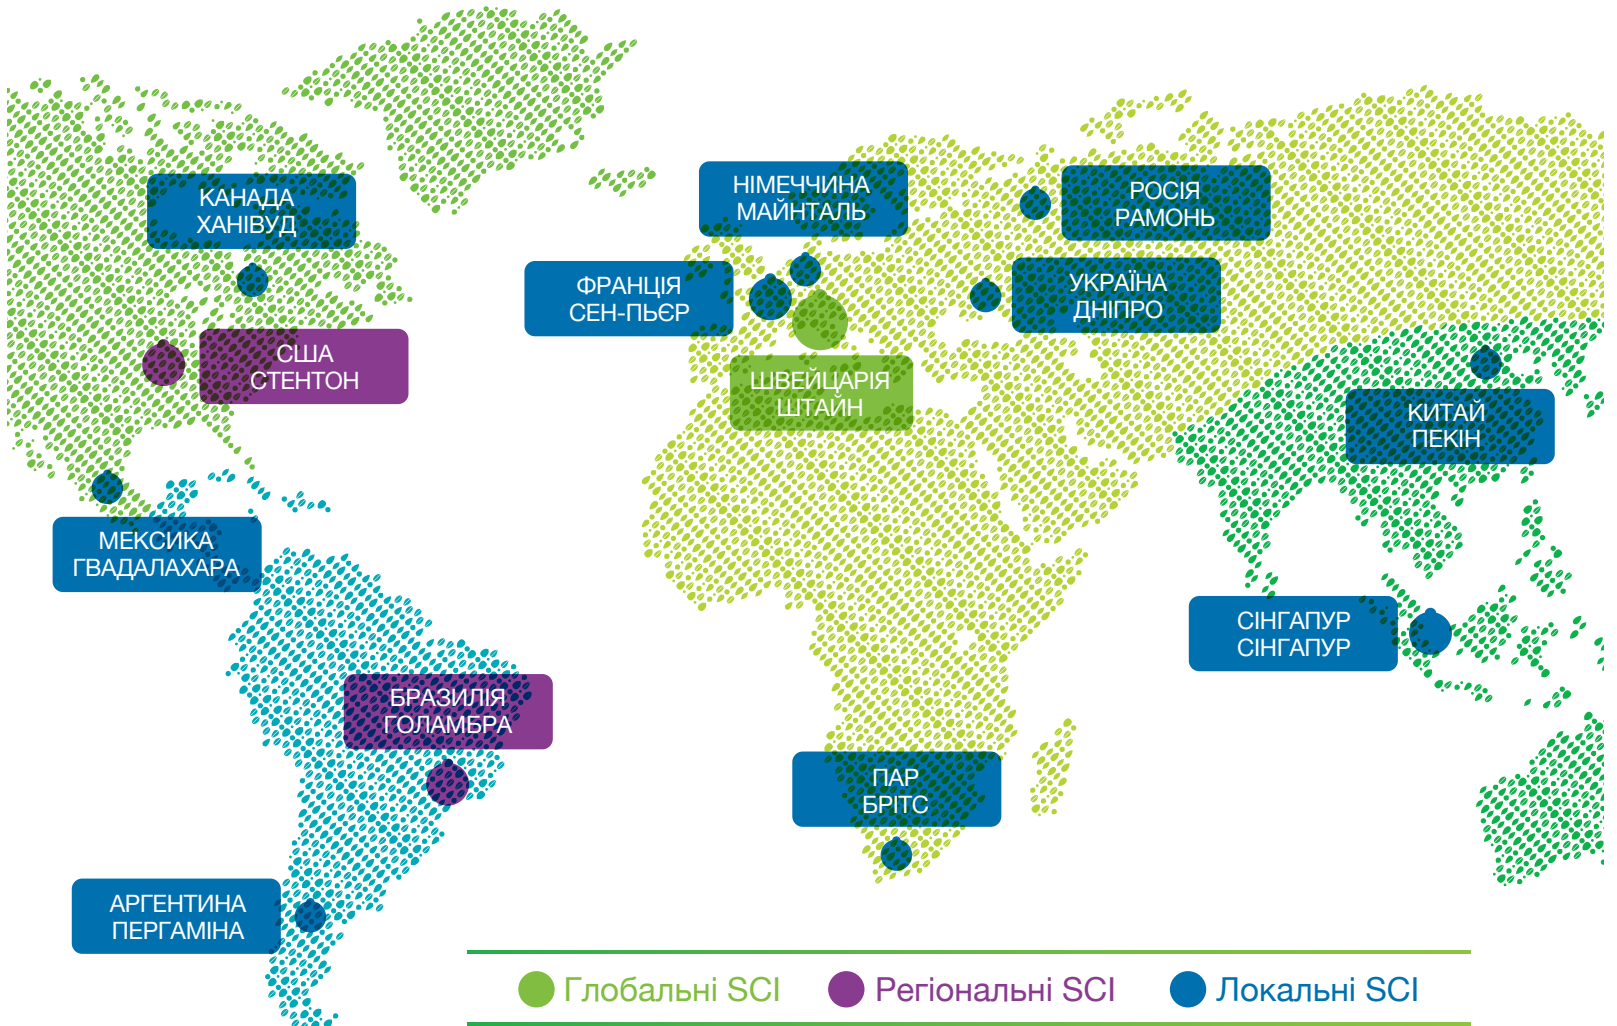 КАНАДА
ХАНІВУД
НІМЕЧЧИНА
МАЙНТАЛЬ
РОСІЯ
РАМОНЬ
ФРАНЦІЯ
СЕН-ПЬЄР
УКРАЇНА
ДНІПРО
США
СТЕНТОН
ШВЕЙЦАРІЯ
ШТАЙН
КИТАЙ
ПЕКІН
МЕКСИКА
ГВАДАЛАХАРА
СІНГАПУР
СІНГАПУР
БРАЗИЛІЯ
ГОЛАМБРА
ПАР
БРІТС
АРГЕНТИНА
ПЕРГАМІНА
Глобальні SCI
Регіональні SCI
Локальні SCI